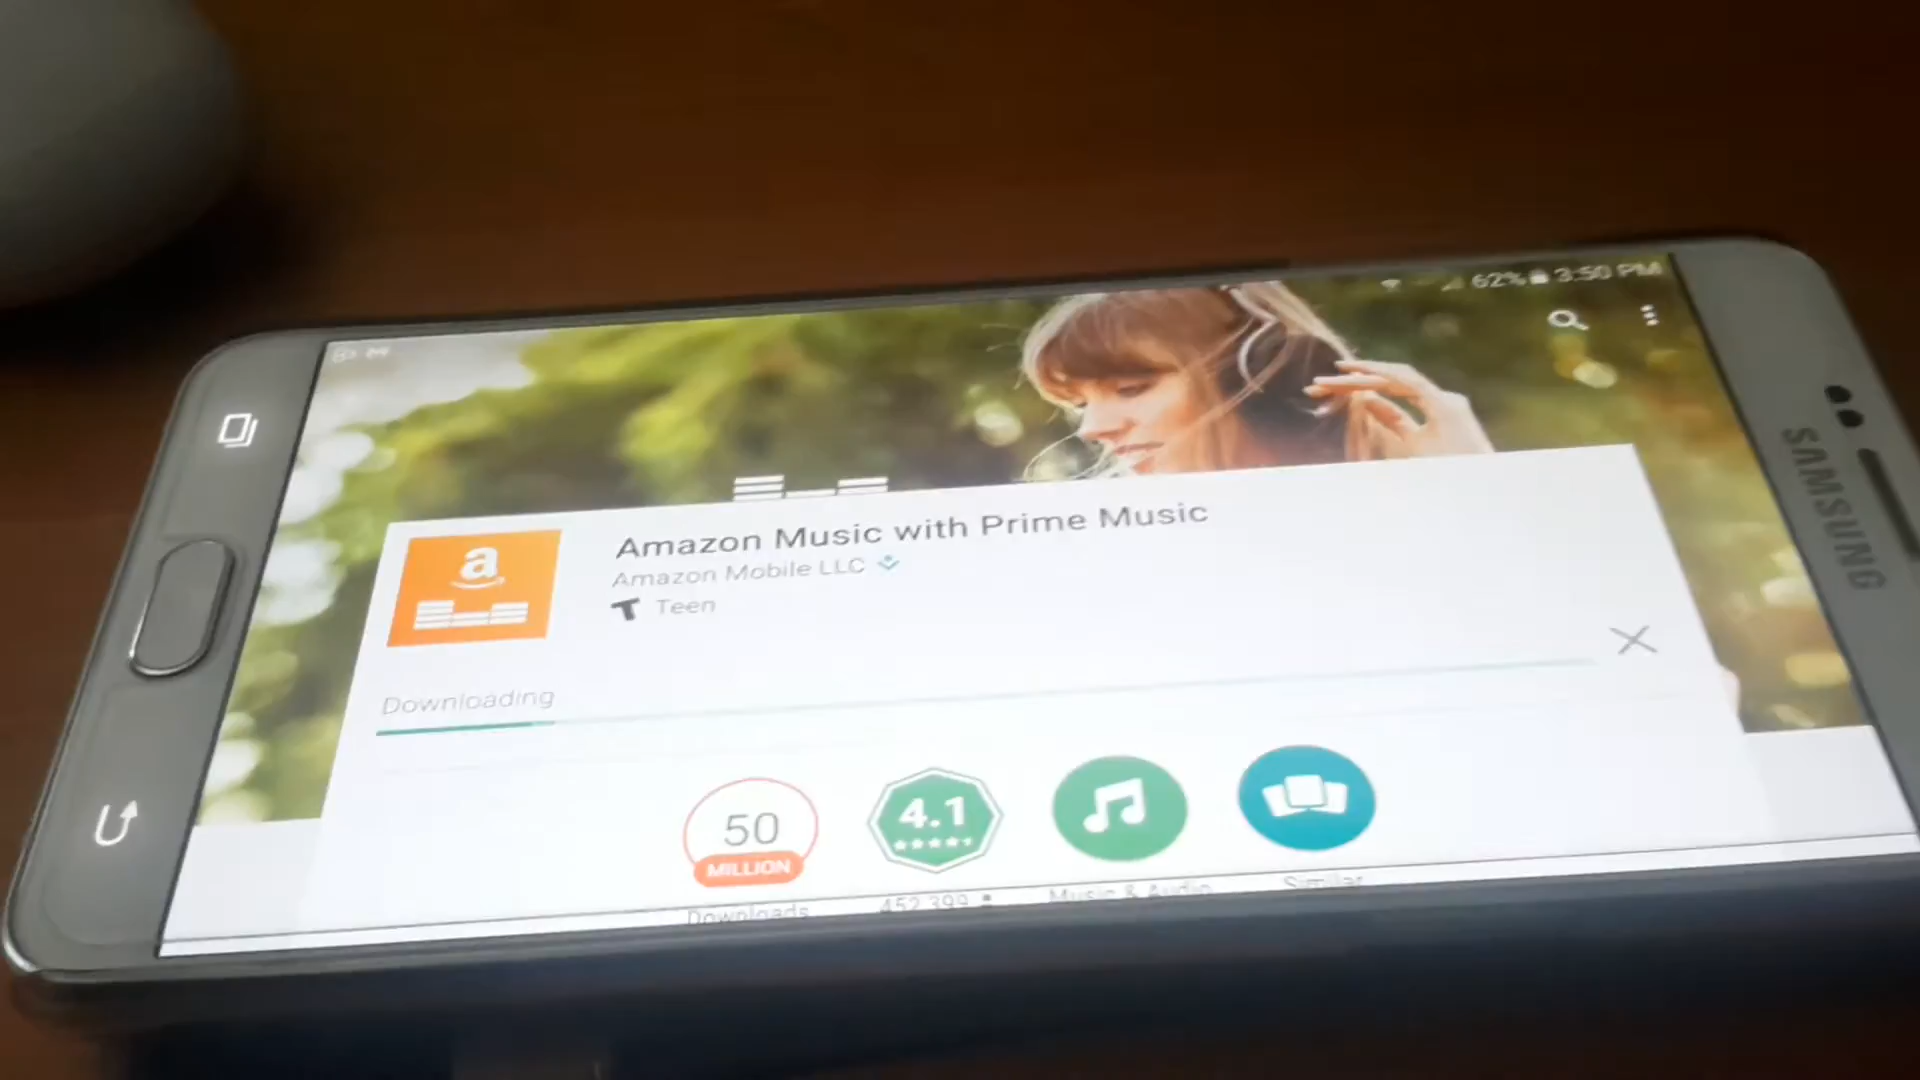 62% 3:50 PM
Amazon Music with Prime Music
a
Amazon Mobile LLC
T Teen
Downloading
50
MILLION
4.1
Downloads
452,399
Music & Audio
Similar
SAMSUNG